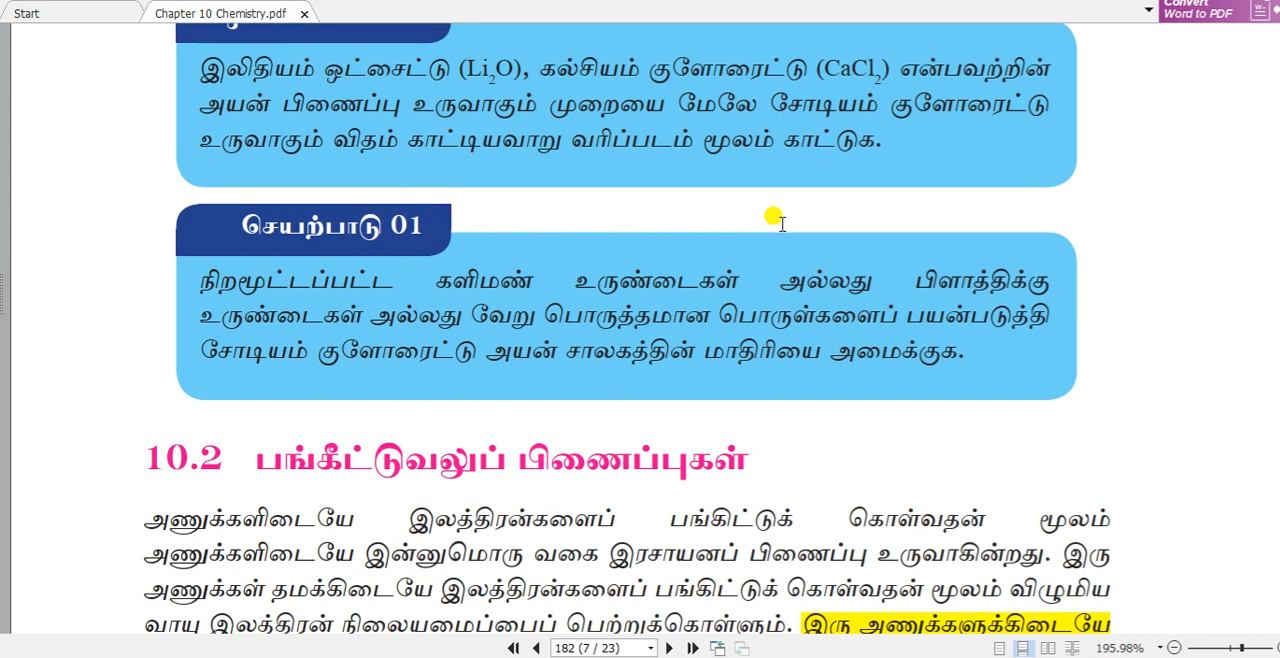 Start
Chapter 10 Chemistry.pdf
Convert
Word to PDF
இலிதியம் ஒட்சைட்டு (Li2O), கல்சியம் குளோரைட்டு (CaCl2) என்பவற்றின்
அயன் பிணைப்பு உருவாகும் முறையை மேலே சோடியம் குளோரைட்டு
உருவாகும் விதம் காட்டியவாறு வரிப்படம் மூலம் காட்டுக.
செயற்பாடு 01
நிறமூட்டப்பட்ட களிமண் உருண்டைகள் அல்லது பிளாத்திக்கு
உருண்டைகள் அல்லது வேறு பொருத்தமான பொருள்களைப் பயன்படுத்தி
சோடியம் குளோரைட்டு அயன் சாலகத்தின் மாதிரியை அமைக்குக.
10.2 பங்கீட்டுவலுப் பிணைப்புகள்
அணுக்களிடையே இலத்திரன்களைப் பங்கிட்டுக் கொள்வதன் மூலம்
அணுக்களிடையே இன்னுமொரு வகை இரசாயனப் பிணைப்பு உருவாகின்றது. இரு
அணுக்கள் தமக்கிடையே இலத்திரன்களைப் பங்கிட்டுக் கொள்வதன் மூலம் விழுமிய
வாயு இலத்திரன் நிலையமைப்பைப் பெற்றுக்கொள்ளும். இரு அணுக்களுக்கிடையே
182 (7 / 23)
195.98%